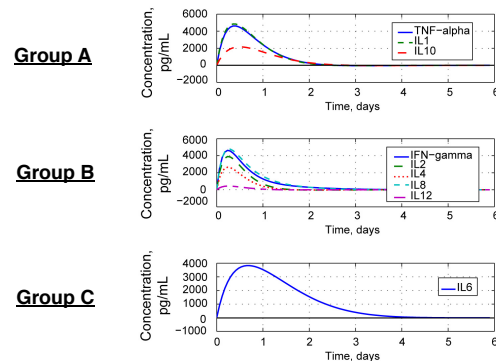 Group A
Concentration, pg/mL
6000
4000
2000
0
−2000
0 1 2 3 4 5 6
Time, days
TNF−alpha
IL1
IL10
Group B
Concentration, pg/mL
6000
4000
2000
0
−2000
0 1 2 3 4 5 6
Time, days
IFN−gamma
IL2
IL4
IL8
IL12
Group C
Concentration, pg/mL
4000
3000
2000
1000
0
−1000
0 1 2 3 4 5 6
Time, days
IL6